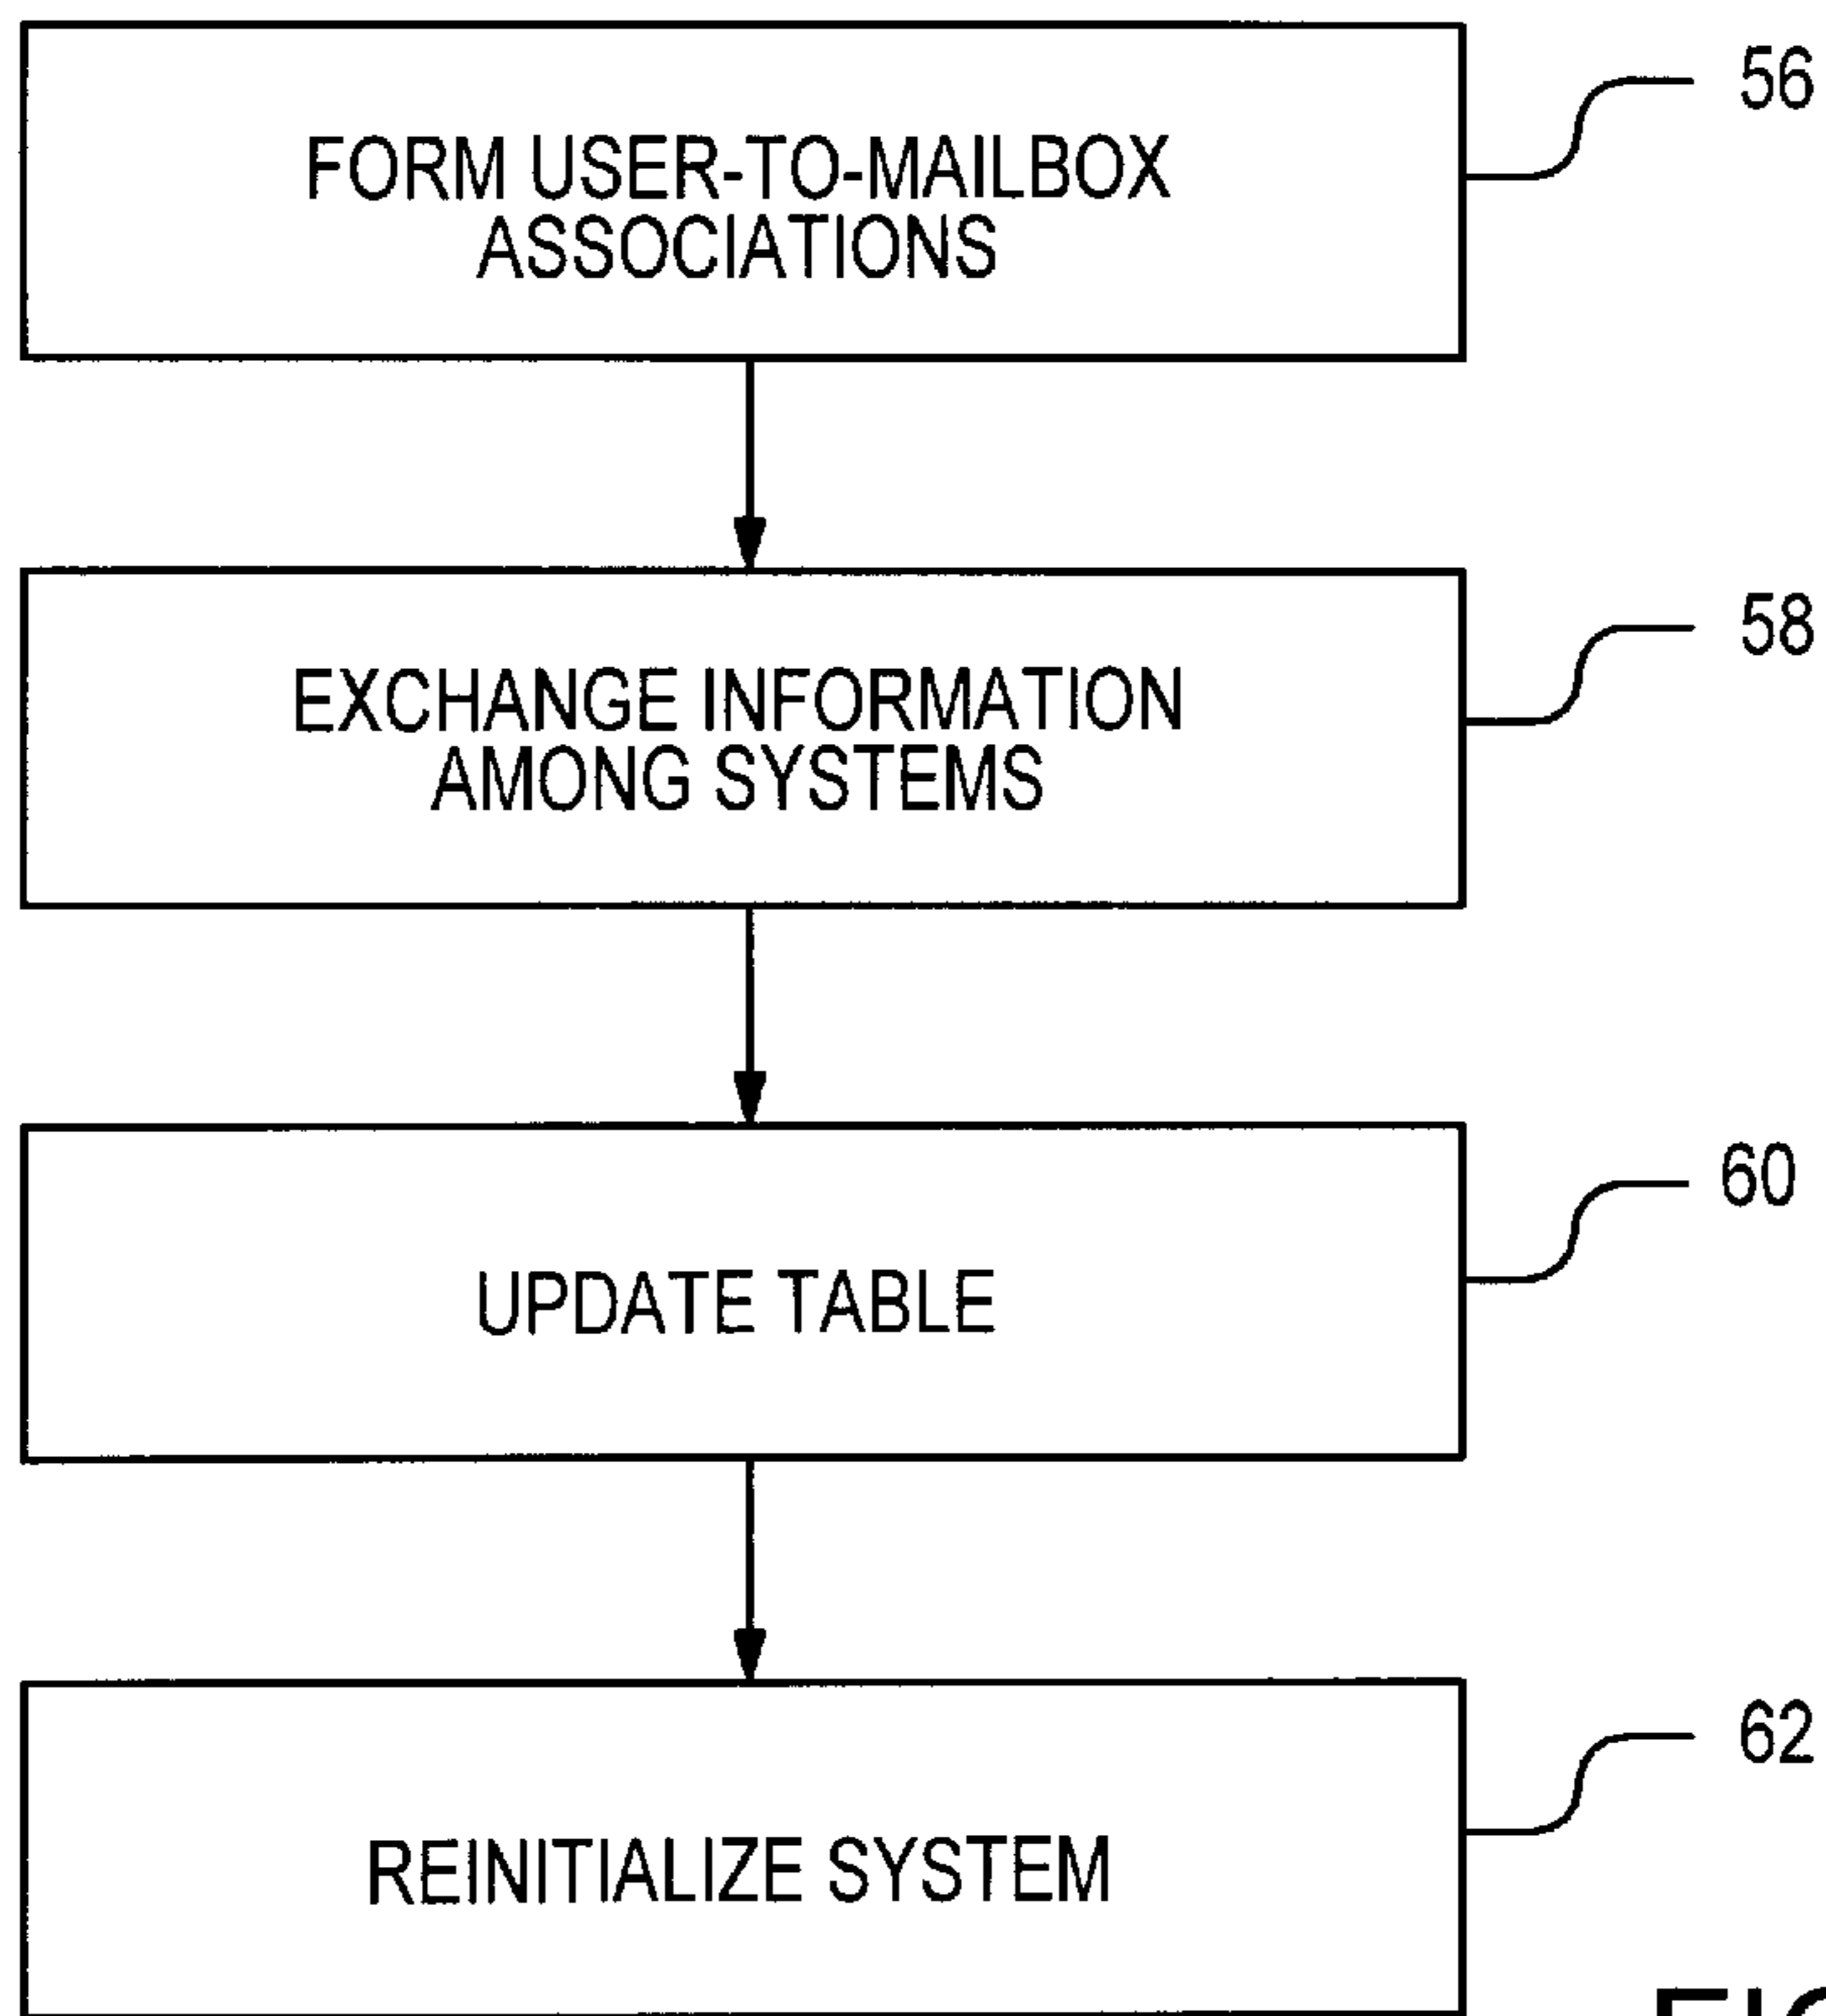 FORM USER-TO-MAILBOX
ASSOCIATIONS
56
EXCHANGE INFORMATION
AMONG SYSTEMS
58
UPDATE TABLE
60
REINITIALIZE SYSTEM
62